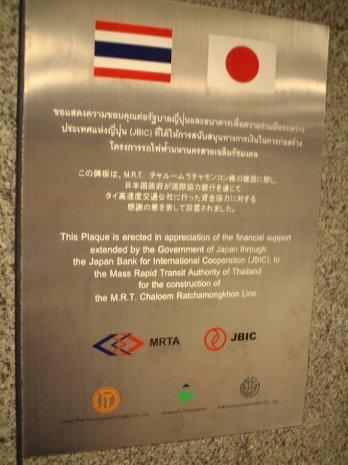 ขอแสดงความขอบคุณต่อรัฐบาลญี่ปุ่นและธนาคารเพื่อความร่วมมือระหว่าง
ประเทศแห่งญี่ปุ่น (JBIC) ที่ได้ให้การสนับสนุนทางการเงินในการก่อสร้าง
โครงการรถไฟฟ้ามหานครสายเฉลิมรัชมงคล
この碑板は、M.R.T. チャルームラチャモンコン線の建設に際し、
日本国政府が国際協力銀行を通じて
タイ高速度交通公社に行った資金協力に対する
感謝の意を表して設置されました。
This Plaque is erected in appreciation of the financial support
extended by the Government of Japan through
the Japan Bank for International Cooperation (JBIC), to
the Mass Rapid Transit Authority of Thailand
for the construction of
the M.R.T. Chaloem Ratchamongkhon Line.
MRTA JBIC
Development Public Co., Ltd. Corporation Construction Co., Ltd.